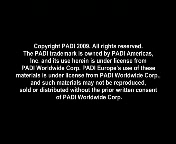 Copyright PADI 2009. All rights reserved.
The PADI trademark is owned by PADI Americas,
Inc. and its use herein is under license from
PADI Worldwide Corp. PADI Europe's use of these
materials is under license from PADI Worldwide Corp.,
and such materials may not be reproduced,
sold or distributed without the prior written consent
of PADI Worldwide Corp.